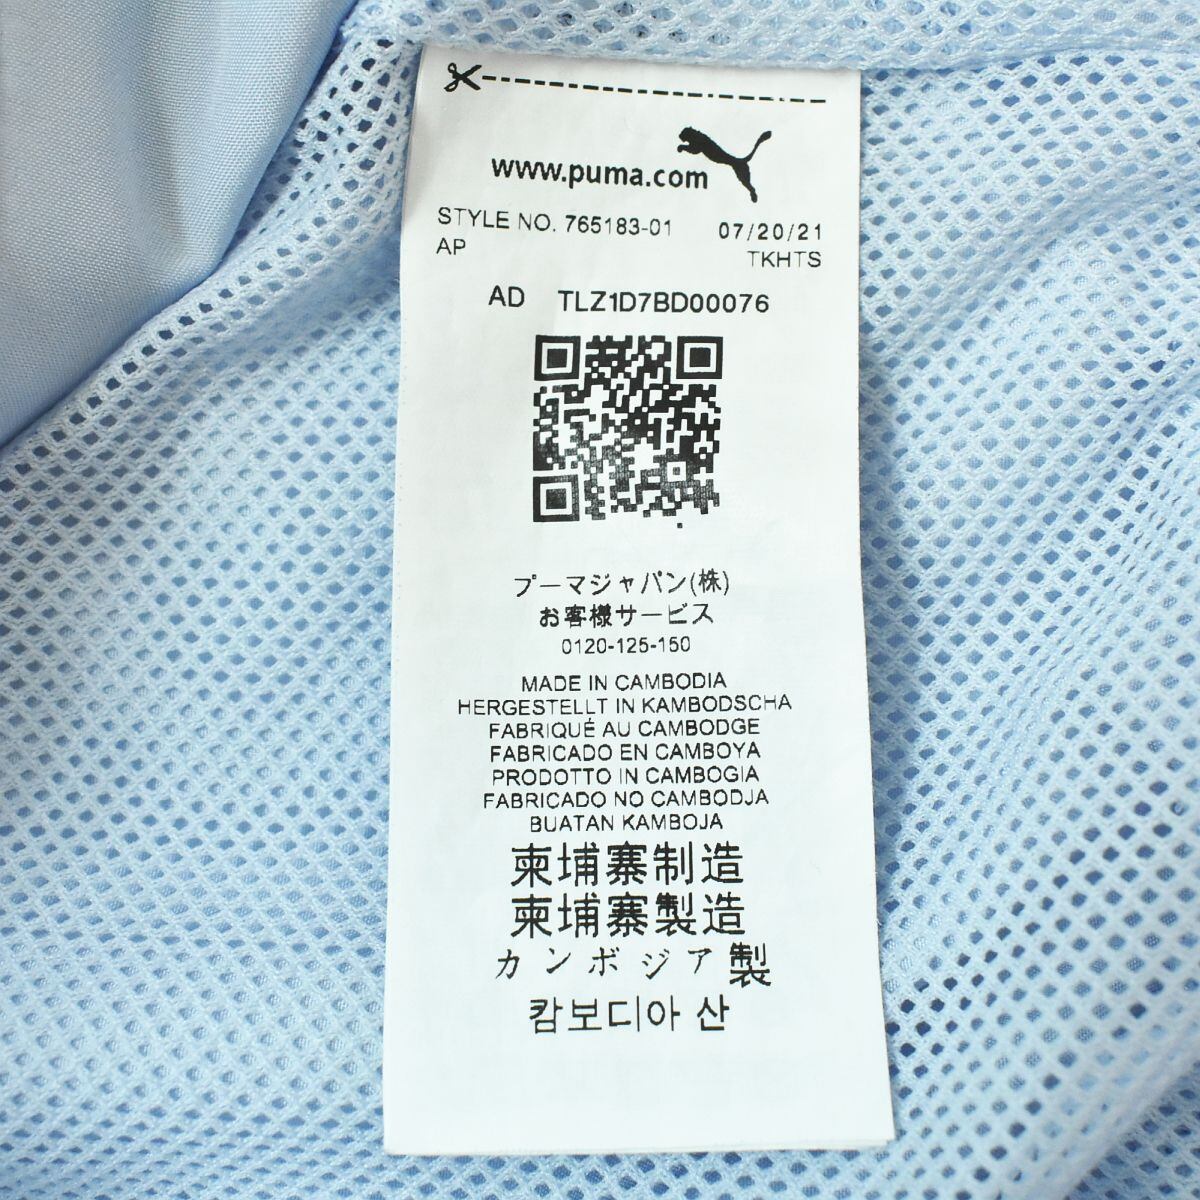 www.puma.com
STYLE NO. 765183-01 07/20/21
AP TKHTS
AD TLZ1D7BD00076
プーマジャパン(株)
お客様サービス
0120-125-150
MADE IN CAMBODIA
HERGESTELLT IN KAMBODSCHA
FABRIQUÉ AU CAMBODGE
FABRICADO EN CAMBOYA
PRODOTTO IN CAMBOGIA
FABRICADO NO CAMBODJA
BUATAN KAMBOJA
柬埔寨制造
柬埔寨製造
カンボジア製
캄보디아 산